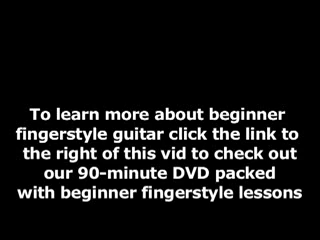 To learn more about beginner
fingerstyle guitar click the link to
the right of this vid to check out
our 90-minute DVD packed
with beginner fingerstyle lessons